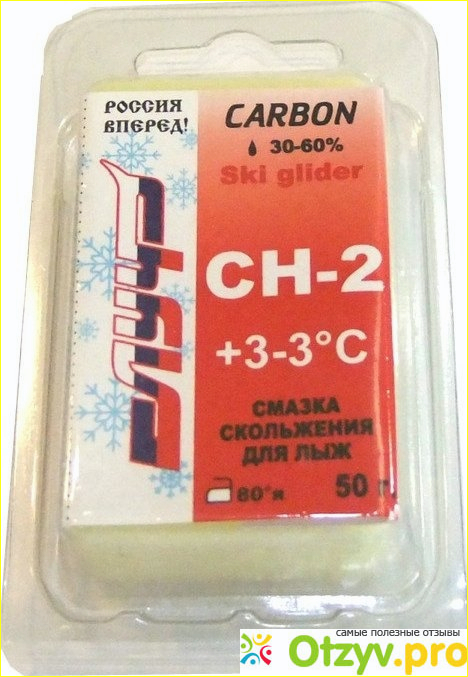 РОССИЯ
ВПЕРЕД!
CARBON
30-60%
Ski glider
ЛУЧ
CH-2
+3-3°C
СМАЗКА
СКОЛЬЖЕНИЯ
ДЛЯ ЛЫЖ
80°и
50 г.
самые полезные отзывы
Otzyv.pro